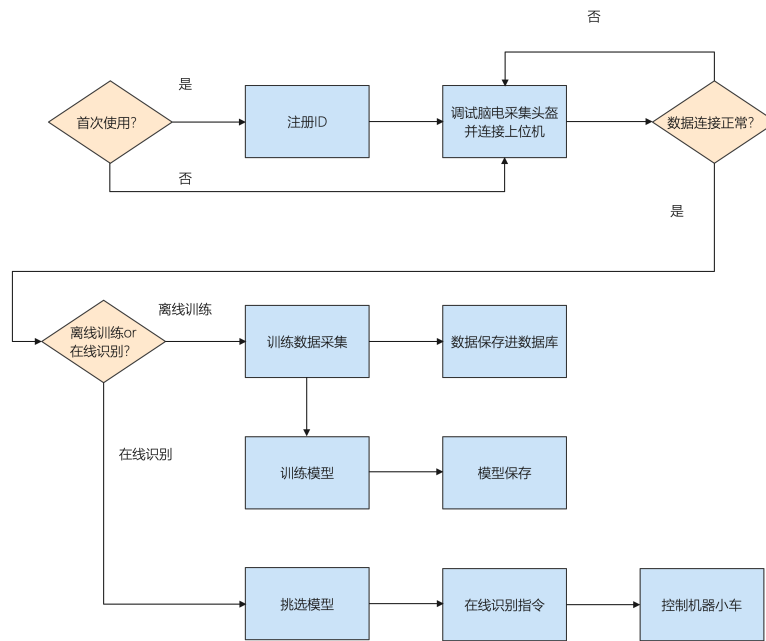 否
是
首次使用?
注册ID
调试脑电采集头盔
并连接上位机
数据连接正常?
否
是
离线训练
离线训练or
在线识别?
训练数据采集
数据保存进数据库
在线识别
训练模型
模型保存
挑选模型
在线识别指令
控制机器小车